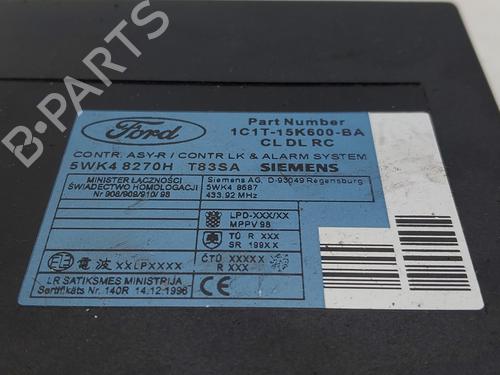 Ford
Part Number
1C1T-15K600-BA
CL DL RC
CONTR. ASY-R / CONTR LK & ALARM SYSTEM
5WK4 8270H T83SA SIEMENS
MINISTER ŁĄCZNOŚCI
ŚWIADECTWO HOMOLOGACJI
Nr 908/909/910/ 98
Siemens AG, D-93049 Regensburg
5WK4 8687
433.92 MHz
LPD-XXX/XX
MPPV 98
TÚ R XXX
SR 199XX
電波 XXLPXXXX
ČTÚ XXXXX
R XXX
LR SATIKSMES MINISTRIJA
Sertifikāts Nr. 140R 14.12.1998
CE
B-PARTS